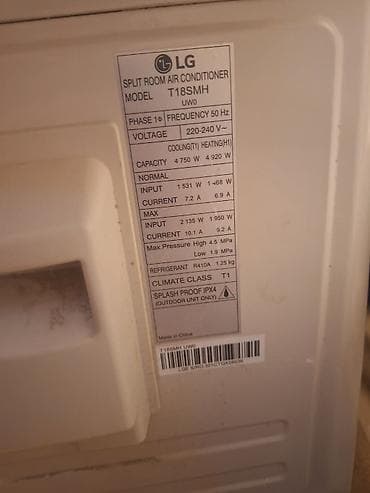 LG
SPLIT ROOM AIR CONDITIONER
MODEL T18SMH
UW0
PHASE 1Φ FREQUENCY 50 Hz
VOLTAGE 220-240 V~
COOLING(T1) HEATING(H1)
CAPACITY 4 750 W 4 920 W
NORMAL
INPUT 1 531 W 1 468 W
CURRENT 7.2 A 6.9 A
MAX
INPUT 2 135 W 1 950 W
CURRENT 10.1 A 9.2 A
Max.Pressure High 4.5 MPa
Low 1.9 MPa
REFRIGERANT R410A 1.25 kg
CLIMATE CLASS T1
SPLASH PROOF IPX4
(OUTDOOR UNIT ONLY)
Made in China
T18SMH UW0